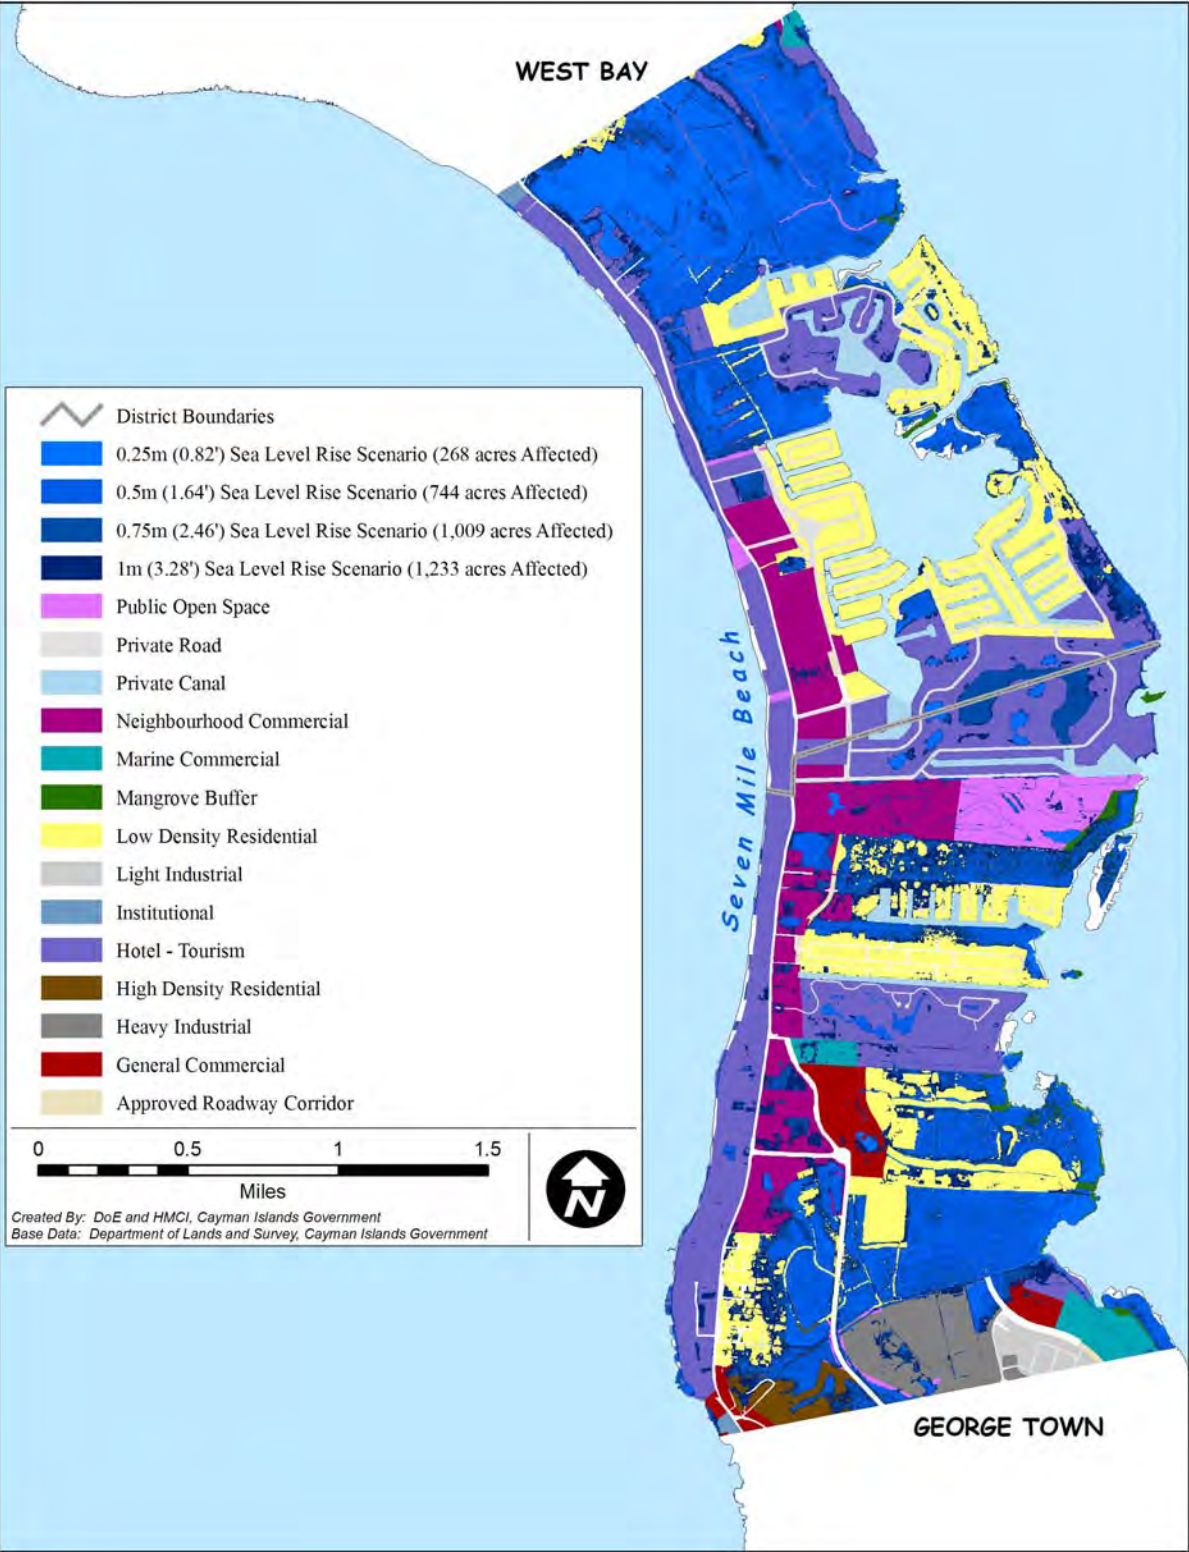 WEST BAY
District Boundaries
0.25m (0.82') Sea Level Rise Scenario (268 acres Affected)
0.5m (1.64') Sea Level Rise Scenario (744 acres Affected)
0.75m (2.46') Sea Level Rise Scenario (1,009 acres Affected)
1m (3.28') Sea Level Rise Scenario (1,233 acres Affected)
Public Open Space
Private Road
Private Canal
Neighbourhood Commercial
Marine Commercial
Mangrove Buffer
Low Density Residential
Light Industrial
Institutional
Hotel - Tourism
High Density Residential
Heavy Industrial
General Commercial
Approved Roadway Corridor
0 0.5 1 1.5
Miles
N
Created By: DoE and HMCI, Cayman Islands Government
Base Data: Department of Lands and Survey, Cayman Islands Government
Seven Mile Beach
GEORGE TOWN